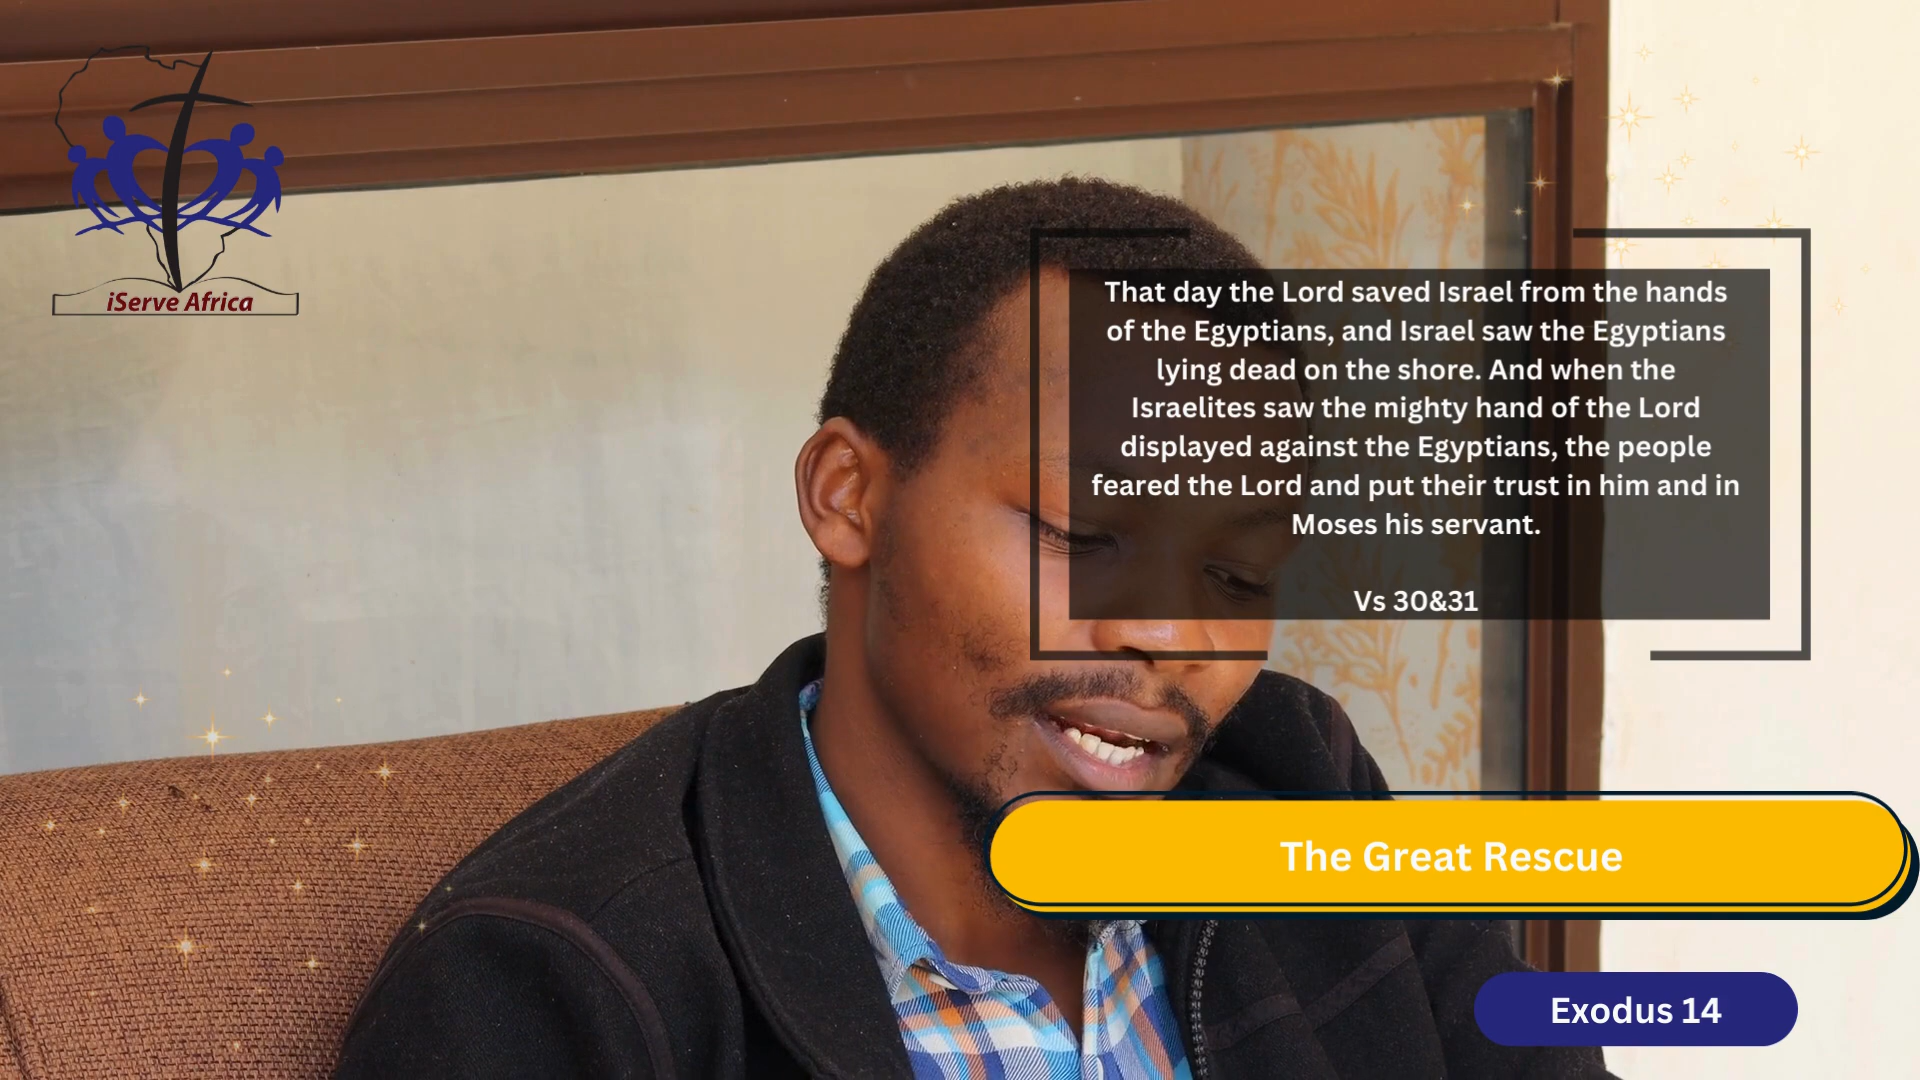 iServe Africa
That day the Lord saved Israel from the hands
of the Egyptians, and Israel saw the Egyptians
lying dead on the shore. And when the
Israelites saw the mighty hand of the Lord
displayed against the Egyptians, the people
feared the Lord and put their trust in him and in
Moses his servant.
Vs 30&31
The Great Rescue
Exodus 14